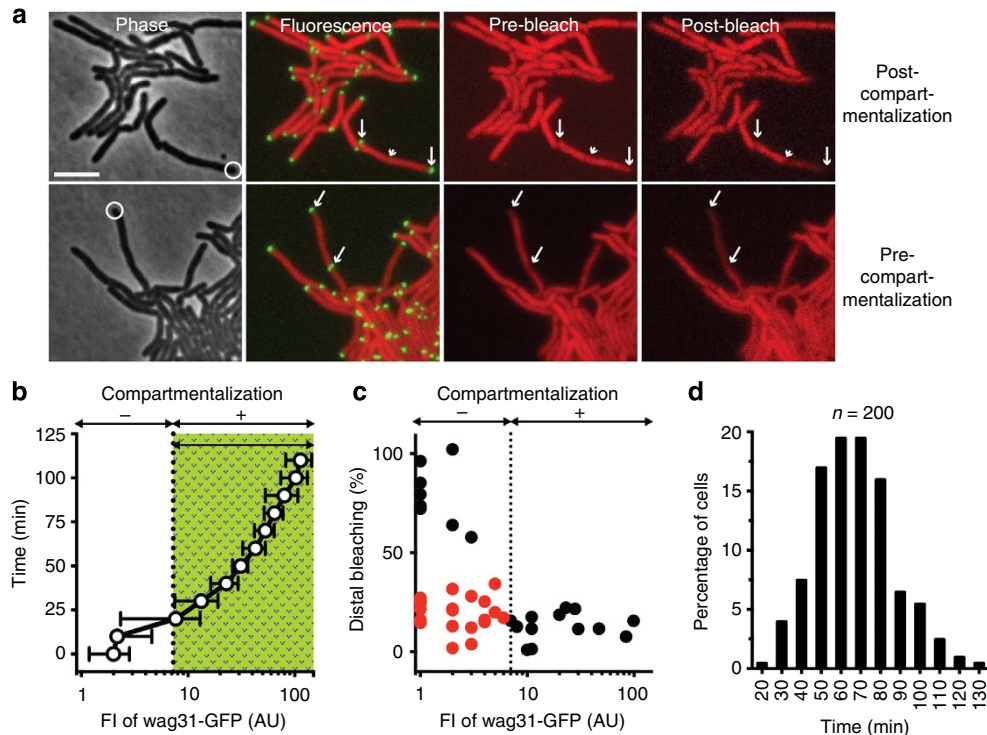 a
Phase
Fluorescence
Pre-bleach
Post-bleach
Post-
compart-
mentalization
Pre-
compart-
mentalization
b
Compartmentalization
– +
125
100
75
50
25
0
Time (min)
1 10 100
FI of wag31-GFP (AU)
c
Compartmentalization
– +
100
50
0
Distal bleaching (%)
1 10 100
FI of wag31-GFP (AU)
d
n = 200
20
15
10
5
0
Percentage of cells
20 30 40 50 60 70 80 90 100 110 120 130
Time (min)